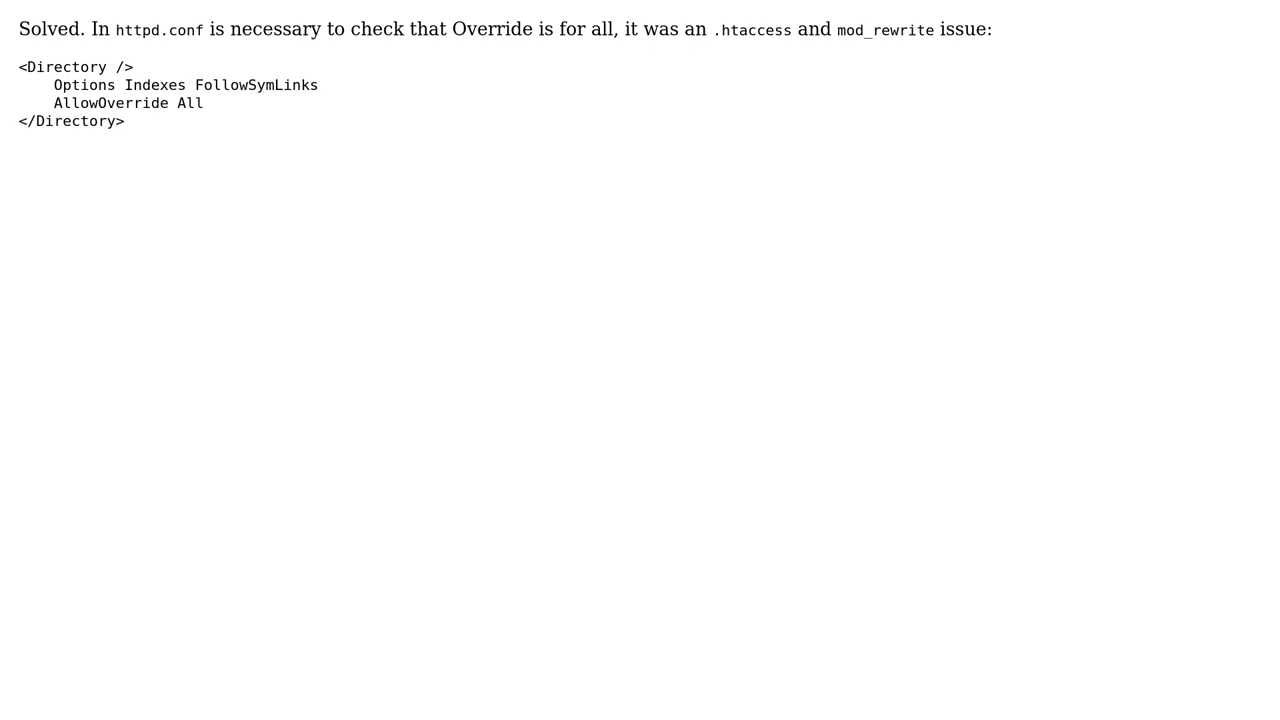 Solved. In httpd.conf is necessary to check that Override is for all, it was an .htaccess and mod_rewrite issue:
<Directory />
    Options Indexes FollowSymLinks
    AllowOverride All
</Directory>